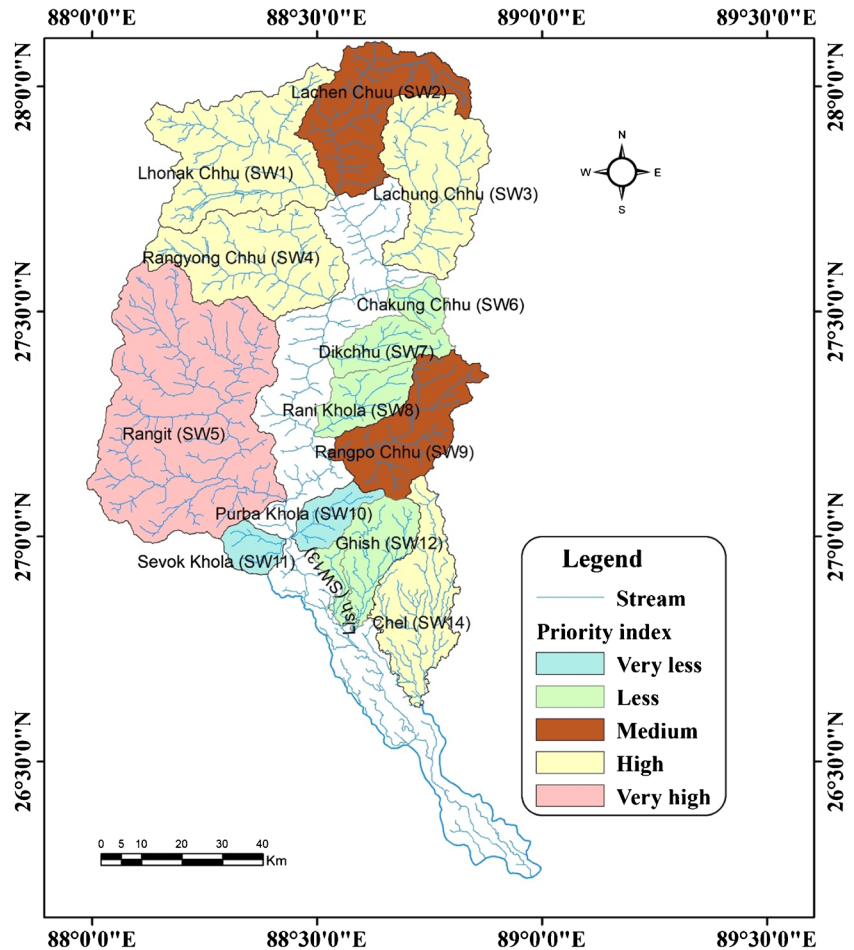 88°0'0"E 88°30'0"E 89°0'0"E 89°30'0"E
28°0'0"N
28°0'0"N
27°30'0"N
27°30'0"N
27°0'0"N
27°0'0"N
26°30'0"N
26°30'0"N
N
W E
S
Lachen Chuu (SW2)
Lhonak Chhu (SW1)
Lachung Chhu (SW3)
Rangyong Chhu (SW4)
Chakung Chhu (SW6)
Dikchhu (SW7)
Rani Khola (SW8)
Rangit (SW5)
Rangpo Chhu (SW9)
Purba Khola (SW10)
Ghish (SW12)
Sevok Khola (SW11)
Lish (SW13)
Chel (SW14)
Legend
Stream
Priority index
Very less
Less
Medium
High
Very high
0 5 10 20 30 40
Km
88°0'0"E 88°30'0"E 89°0'0"E 89°30'0"E